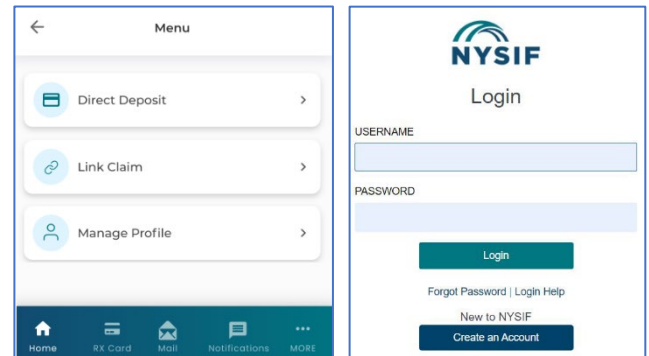 Menu
Direct Deposit
Link Claim
Manage Profile
Home RX Card Mail Notifications MORE
NYSIF
Login
USERNAME
PASSWORD
Login
Forgot Password | Login Help
New to NYSIF
Create an Account